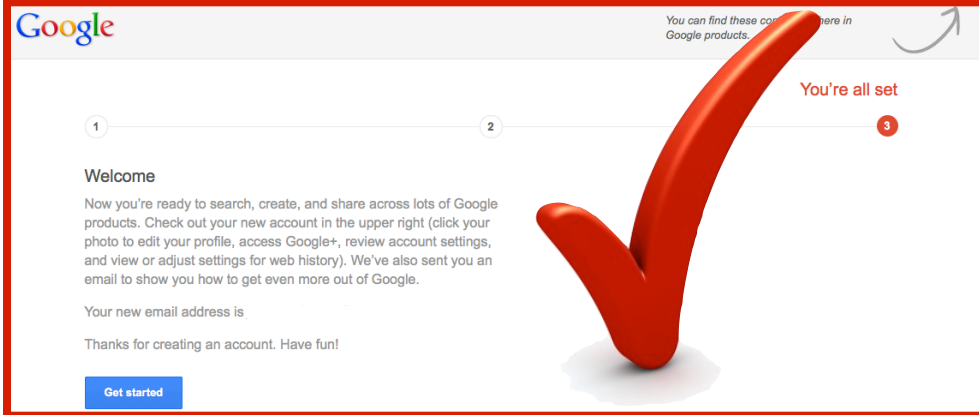 Google
You can find these here in
Google products.
You're all set
1
2
3
Welcome
Now you're ready to search, create, and share across lots of Google
products. Check out your new account in the upper right (click your
photo to edit your profile, access Google+, review account settings,
and view or adjust settings for web history). We've also sent you an
email to show you how to get even more out of Google.
Your new email address is
Thanks for creating an account. Have fun!
Get started